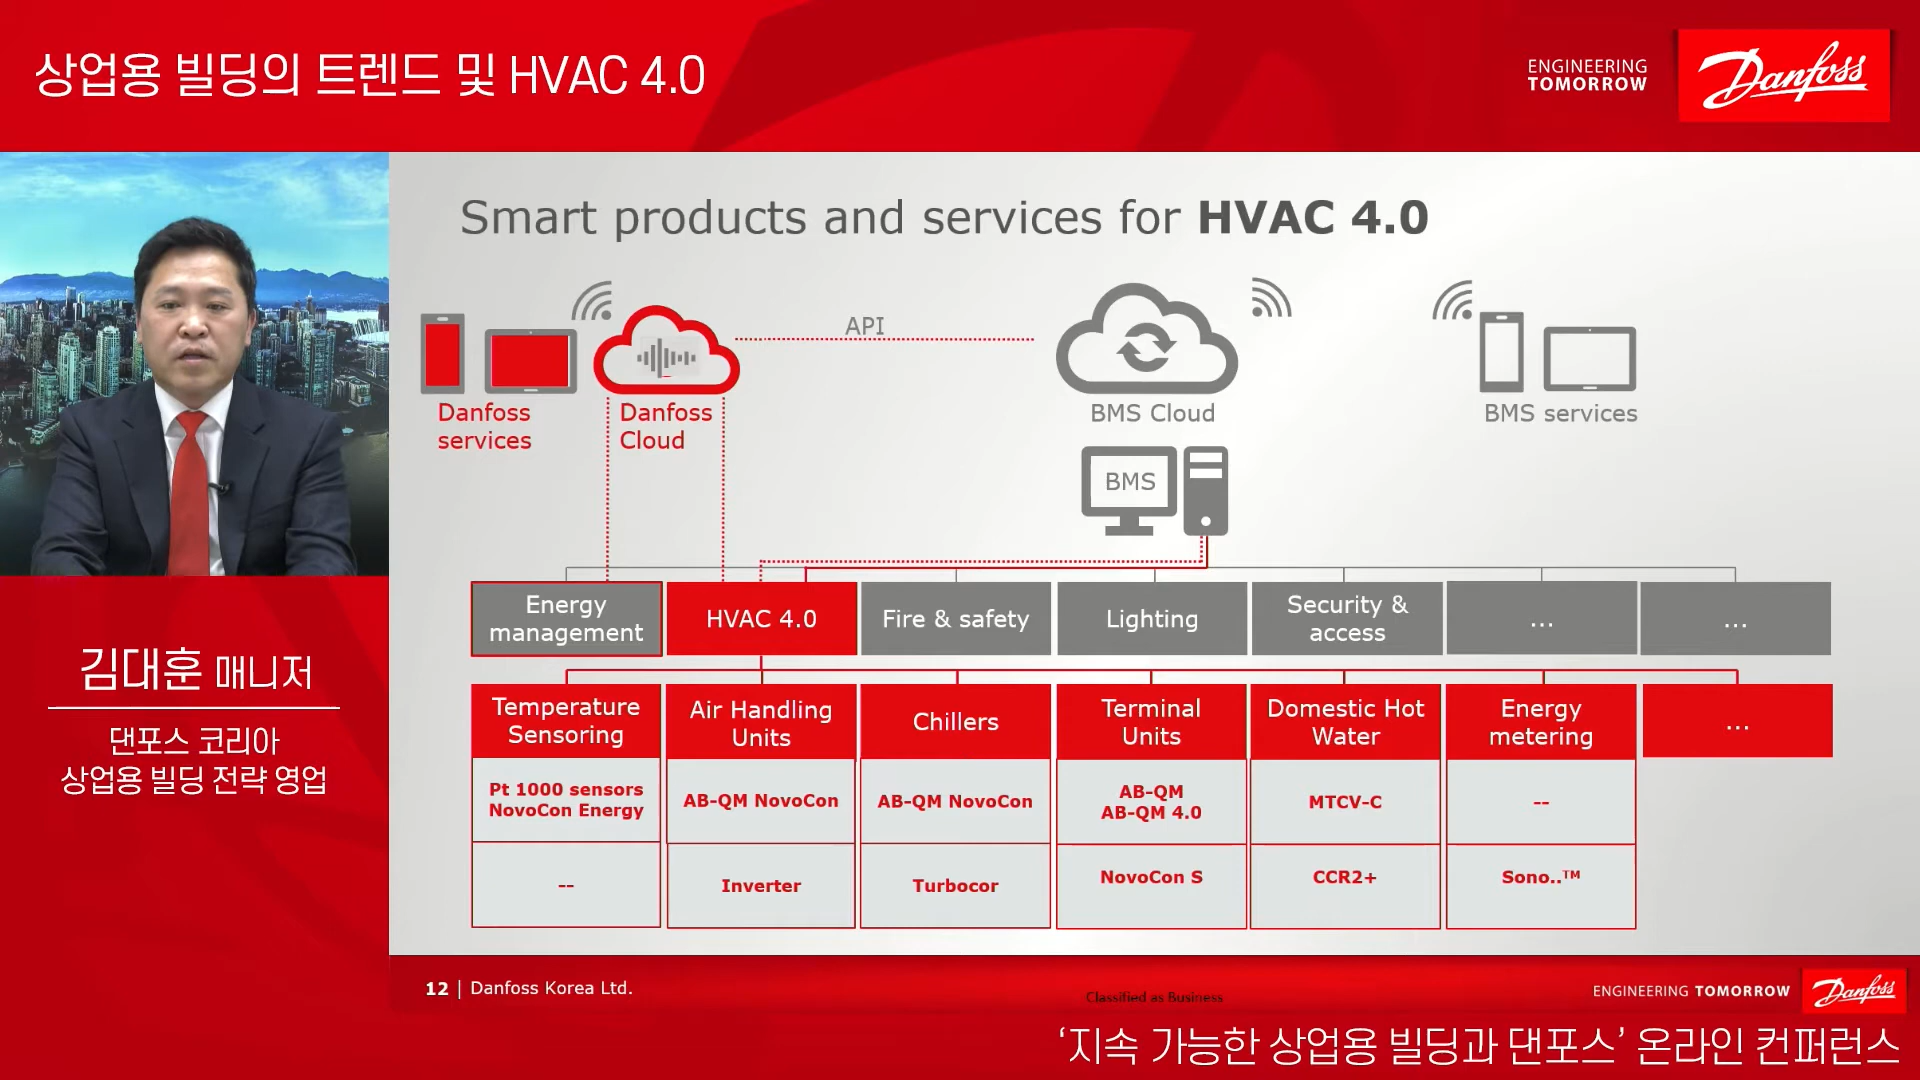 상업용 빌딩의 트렌드 및 HVAC 4.0
ENGINEERING
TOMORROW
Danfoss
Smart products and services for HVAC 4.0
API
Danfoss
services
Danfoss
Cloud
BMS Cloud
BMS services
BMS
Energy
management
HVAC 4.0
Fire & safety
Lighting
Security &
access
...
...
Temperature
Sensoring
Air Handling
Units
Chillers
Terminal
Units
Domestic Hot
Water
Energy
metering
...
Pt 1000 sensors
NovoCon Energy
AB-QM NovoCon
AB-QM NovoCon
AB-QM
AB-QM 4.0
MTCV-C
--
--
Inverter
Turbocor
NovoCon S
CCR2+
Sono..™
김대훈 매니저
댄포스 코리아
상업용 빌딩 전략 영업
12 | Danfoss Korea Ltd.
Classified as Business
ENGINEERING TOMORROW
Danfoss
‘지속 가능한 상업용 빌딩과 댄포스’ 온라인 컨퍼런스